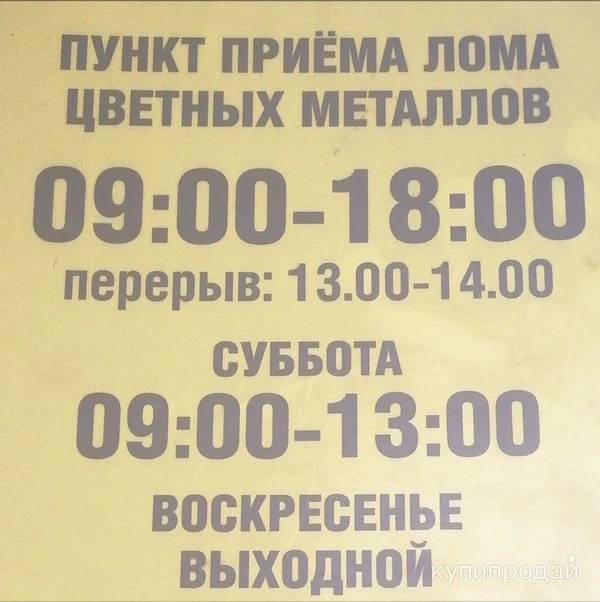 ПУНКТ ПРИЁМА ЛОМА
ЦВЕТНЫХ МЕТАЛЛОВ
09:00-18:00
перерыв: 13.00-14.00
СУББОТА
09:00-13:00
ВОСКРЕСЕНЬЕ
ВЫХОДНОЙ
купипродай